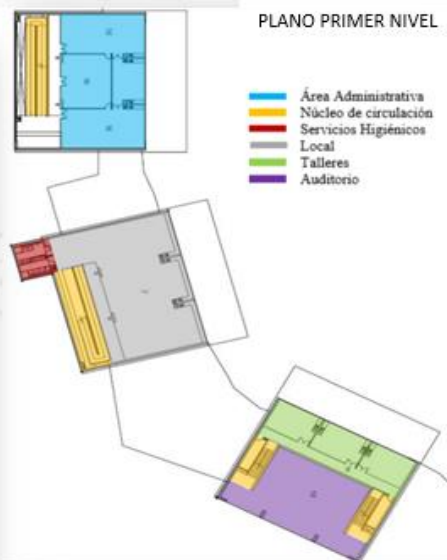 PLANO PRIMER NIVEL
Área Administrativa
Núcleo de circulación
Servicios Higiénicos
Local
Talleres
Auditorio